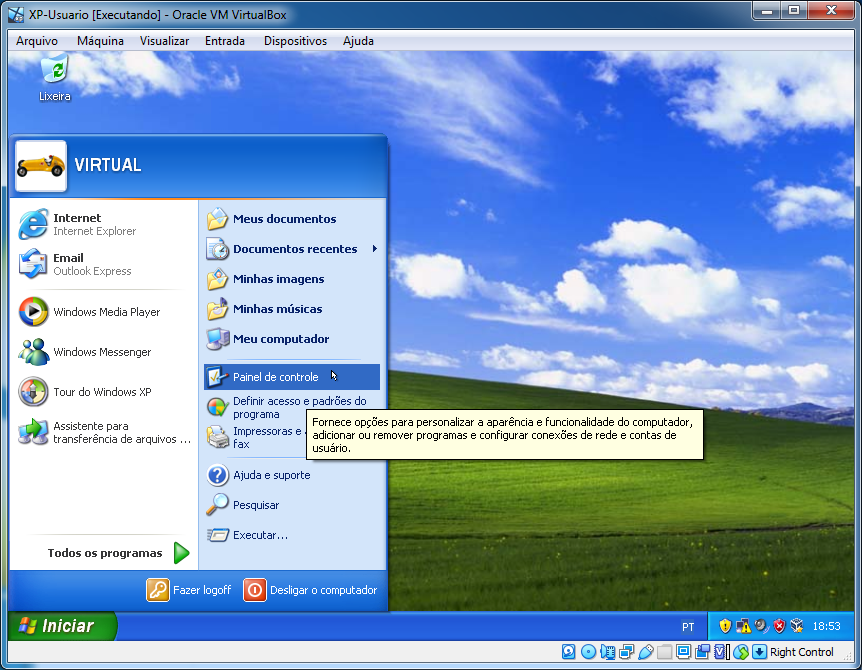 XP-Usuario [Executando] - Oracle VM VirtualBox
Arquivo Máquina Visualizar Entrada Dispositivos Ajuda
Lixeira
VIRTUAL
Internet
Internet Explorer
Email
Outlook Express
Windows Media Player
Windows Messenger
Tour do Windows XP
Assistente para
transferência de arquivos ...
Todos os programas
Meus documentos
Documentos recentes
Minhas imagens
Minhas músicas
Meu computador
Painel de controle
Definir acesso e padrões do
programa
Impressoras e
fax
Fornece opções para personalizar a aparência e funcionalidade do computador,
adicionar ou remover programas e configurar conexões de rede e contas de
usuário.
Ajuda e suporte
Pesquisar
Executar...
Fazer logoff Desligar o computador
Iniciar
PT
18:53
Right Control